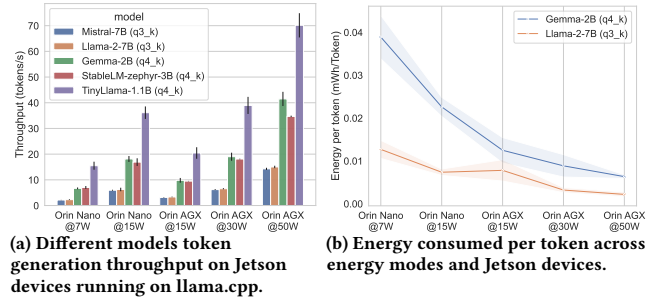 model
Mistral-7B (q3_k)
Llama-2-7B (q3_k)
Gemma-2B (q4_k)
StableLM-zephyr-3B (q4_k)
TinyLlama-1.1B (q4_k)
Throughput (tokens/s)
70
60
50
40
30
20
10
0
Orin Nano Orin Nano Orin AGX Orin AGX Orin AGX
@7W @15W @15W @30W @50W
(a) Different models token
generation throughput on Jetson
devices running on llama.cpp.
Gemma-2B (q4_k)
Llama-2-7B (q3_k)
Energy per token (mWh/Token)
0.04
0.03
0.02
0.01
0.00
Orin Nano Orin Nano Orin AGX Orin AGX Orin AGX
@7W @15W @15W @30W @50W
(b) Energy consumed per token across
energy modes and Jetson devices.